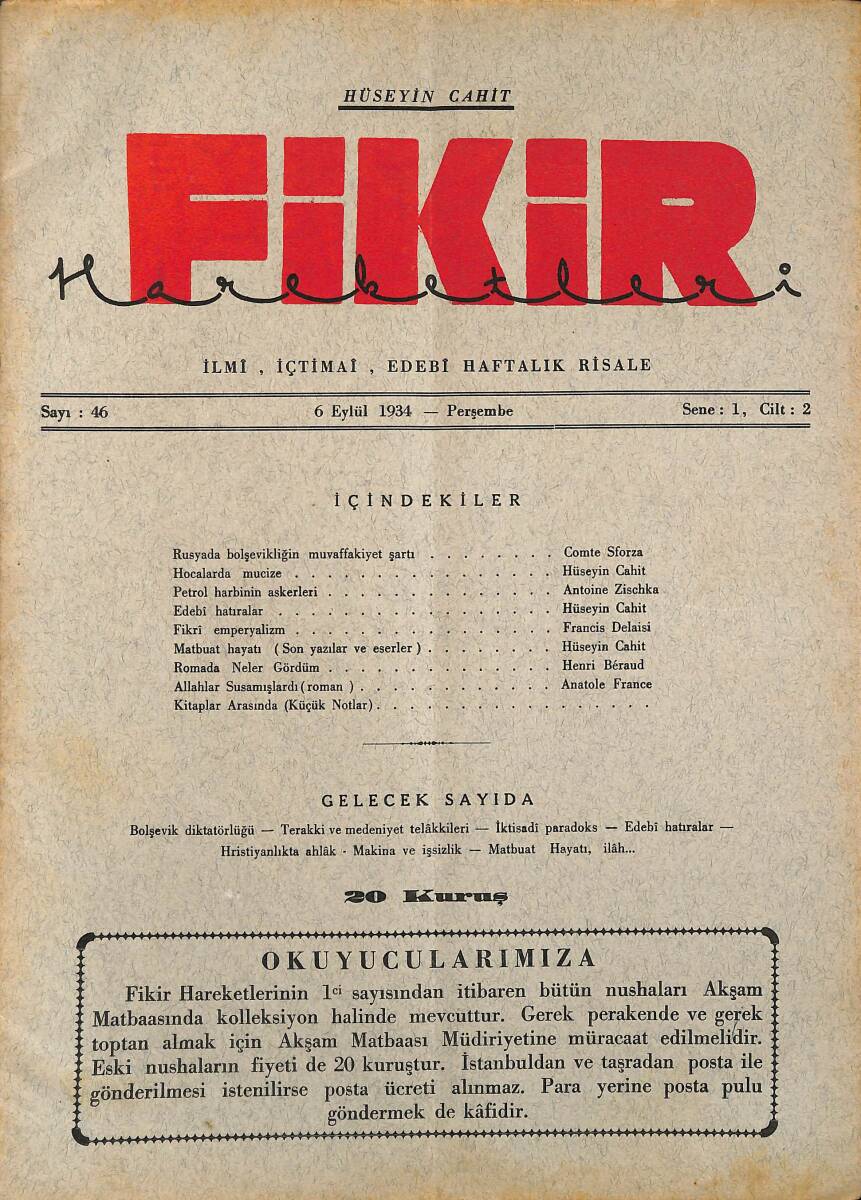 HÜSEYİN CAHİT
FİKİR
Hareketleri
İLMÎ , İÇTİMAÎ , EDEBÎ HAFTALIK RİSALE
Sayı : 46 6 Eylül 1934 — Perşembe Sene : 1, Cilt : 2
İÇİNDEKİLER
Rusyada bolşevikliğin muvaffakiyet şartı . . . . . . . . Comte Sforza
Hocalarda mucize . . . . . . . . . . . . . . . . Hüseyin Cahit
Petrol harbinin askerleri . . . . . . . . . . . . . . Antoine Zischka
Edebî hatıralar . . . . . . . . . . . . . . . . . Hüseyin Cahit
Fikrî emperyalizm . . . . . . . . . . . . . . . . Francis Delaisi
Matbuat hayatı ( Son yazılar ve eserler ) . . . . . . . . Hüseyin Cahit
Romada Neler Gördüm . . . . . . . . . . . . . . Henri Béraud
Allahlar Susamışlardı ( roman ) . . . . . . . . . . . . Anatole France
Kitaplar Arasında (Küçük Notlar) . . . . . . . . . . . . . . . . .
GELECEK SAYIDA
Bolşevik diktatörlüğü — Terakki ve medeniyet telâkkileri — İktisadî paradoks — Edebî hatıralar —
Hristiyanlıkta ahlâk - Makina ve işsizlik — Matbuat Hayatı, ilâh...
20 Kuruş
OKUYUCULARIMIZA
Fikir Hareketlerinin 1ci sayısından itibaren bütün nushaları Akşam
Matbaasında kolleksiyon halinde mevcuttur. Gerek perakende ve gerek
toptan almak için Akşam Matbaası Müdiriyetine müracaat edilmelidir.
Eski nushaların fiyeti de 20 kuruştur. İstanbuldan ve taşradan posta ile
gönderilmesi istenilirse posta ücreti alınmaz. Para yerine posta pulu
göndermek de kâfidir.